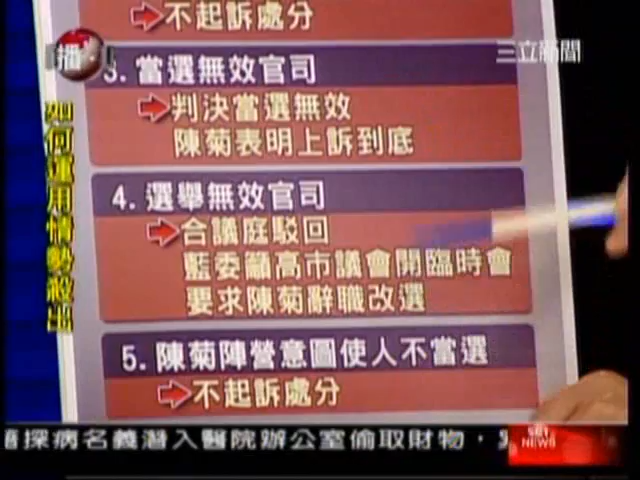 不起訴處分
播
三立新聞
3. 當選無效官司
判決當選無效
陳菊表明上訴到底
如何運用情勢殺出
4. 選舉無效官司
合議庭駁回
藍委籲高市議會開臨時會
要求陳菊辭職改選
5. 陳菊陣營意圖使人不當選
不起訴處分
探病名義潛入醫院辦公室偷取財物，
SET
NEWS